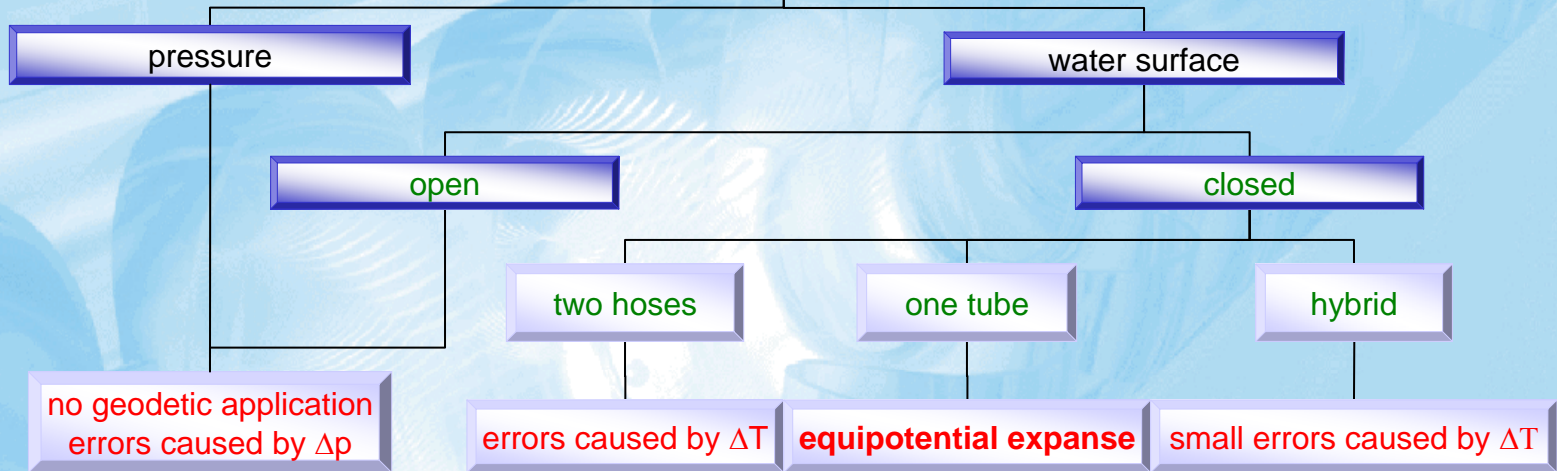 pressure
water surface
open
closed
two hoses
one tube
hybrid
no geodetic application
errors caused by Δp
errors caused by ΔT
equipotential expanse
small errors caused by ΔT